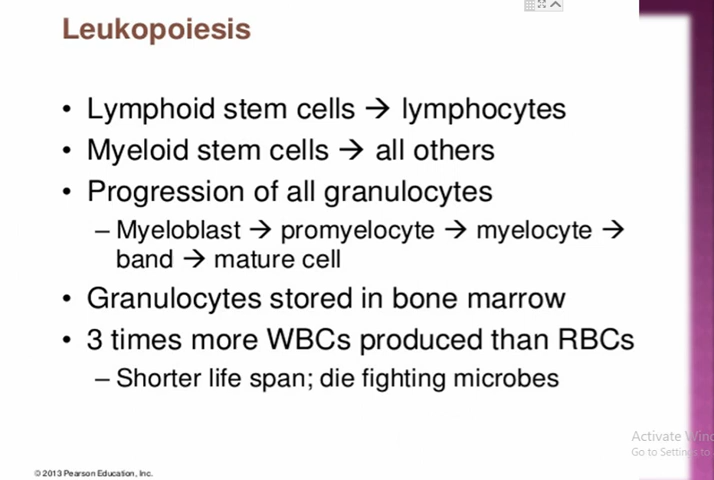 Leukopoiesis
• Lymphoid stem cells → lymphocytes
• Myeloid stem cells → all others
• Progression of all granulocytes
– Myeloblast → promyelocyte → myelocyte →
band → mature cell
• Granulocytes stored in bone marrow
• 3 times more WBCs produced than RBCs
– Shorter life span; die fighting microbes
Activate Wind
Go to Settings to
© 2013 Pearson Education, Inc.